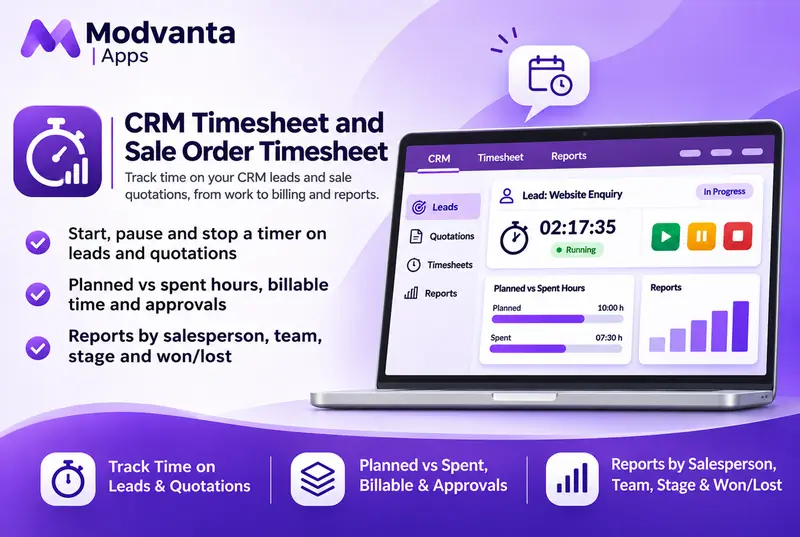 Modvanta
| Apps
CRM Timesheet and
Sale Order Timesheet
Track time on your CRM leads and sale
quotations, from work to billing and reports.
Start, pause and stop a timer on
leads and quotations
Planned vs spent hours, billable
time and approvals
Reports by salesperson, team,
stage and won/lost
CRM Timesheet Reports
Leads
Quotations
Timesheets
Reports
Lead: Website Enquiry In Progress
02:17:35
Running
Planned vs Spent Hours
Planned 10:00 h
Spent 07:30 h
Reports
Track Time on
Leads & Quotations
Planned vs Spent,
Billable & Approvals
Reports by Salesperson,
Team, Stage & Won/Lost